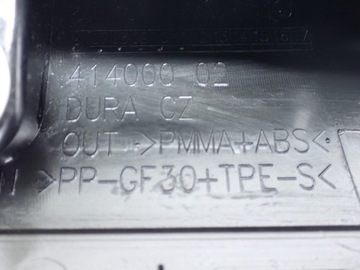 414000 02
DURA CZ
OUT >PMMA+ABS<
>PP-GF30+TPE-S<